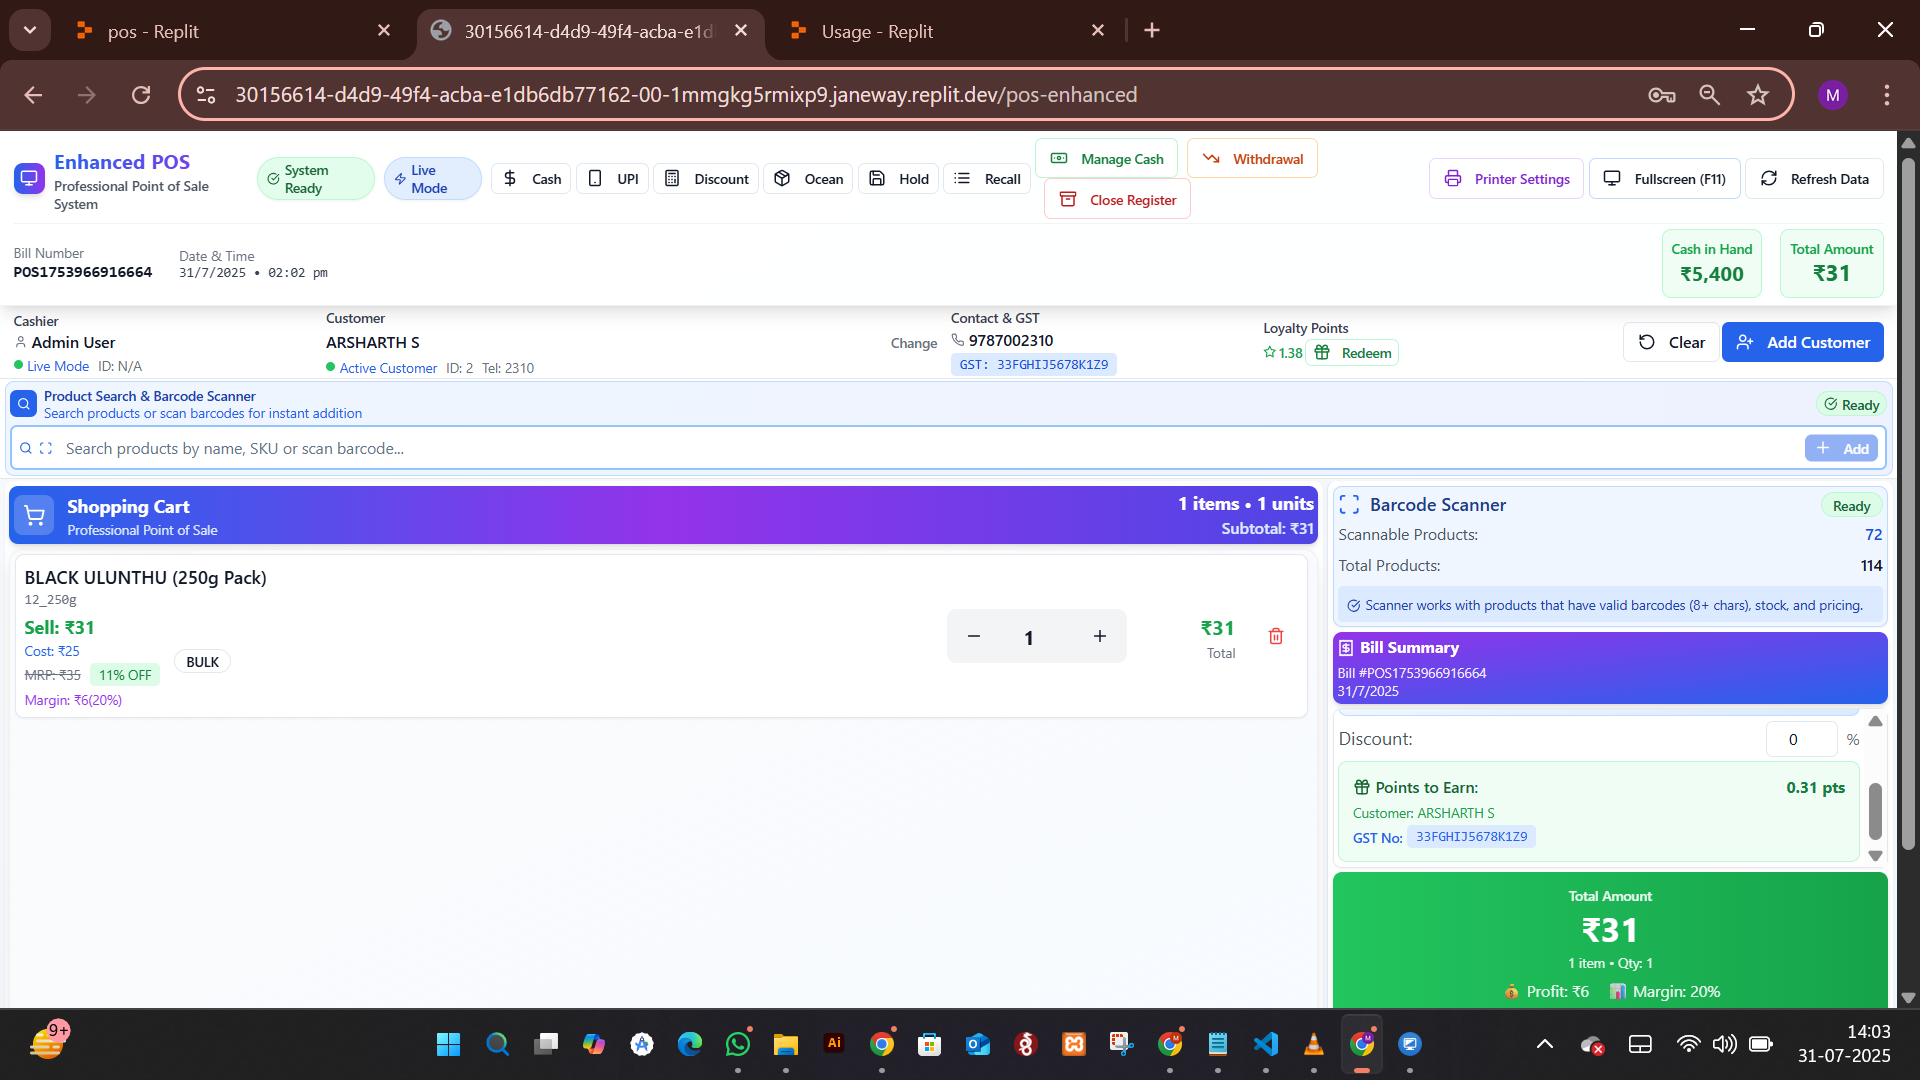 pos - Replit
30156614-d4d9-49f4-acba-e1d
Usage - Replit
30156614-d4d9-49f4-acba-e1db6db77162-00-1mmgkg5rmixp9.janeway.replit.dev/pos-enhanced
M
Enhanced POS
Professional Point of Sale
System
System
Ready
Live
Mode
Cash
UPI
Discount
Ocean
Hold
Recall
Manage Cash
Withdrawal
Close Register
Printer Settings
Fullscreen (F11)
Refresh Data
Bill Number
POS1753966916664
Date & Time
31/7/2025 • 02:02 pm
Cash in Hand
₹5,400
Total Amount
₹31
Cashier
Admin User
Live Mode ID: N/A
Customer
ARSHARTH S
Active Customer ID: 2 Tel: 2310
Change
Contact & GST
9787002310
GST: 33FGHIJ5678K1Z9
Loyalty Points
1.38
Redeem
Clear
Add Customer
Product Search & Barcode Scanner
Search products or scan barcodes for instant addition
Ready
Search products by name, SKU or scan barcode...
Add
Shopping Cart
Professional Point of Sale
1 items • 1 units
Subtotal: ₹31
BLACK ULUNTHU (250g Pack)
12_250g
Sell: ₹31
Cost: ₹25
MRP: ₹35
11% OFF
BULK
Margin: ₹6(20%)
1
₹31
Total
Barcode Scanner
Ready
Scannable Products:
72
Total Products:
114
Scanner works with products that have valid barcodes (8+ chars), stock, and pricing.
Bill Summary
Bill #POS1753966916664
31/7/2025
Discount:
0
%
Points to Earn:
0.31 pts
Customer: ARSHARTH S
GST No: 33FGHIJ5678K1Z9
Total Amount
₹31
1 item • Qty: 1
Profit: ₹6
Margin: 20%
9+
Ai
14:03
31-07-2025